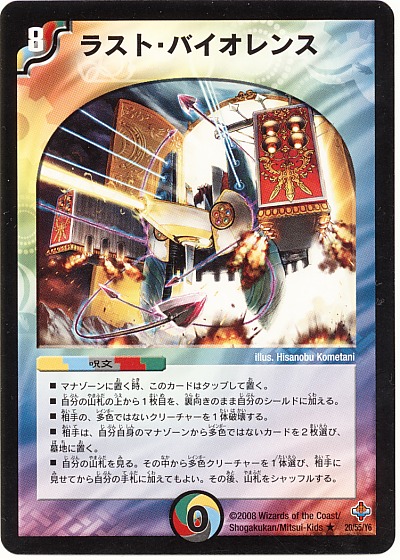 8
ラスト・バイオレンス
illus. Hisanobu Kometani
呪文
■ マナゾーンに置く時、このカードはタップして置く。
■ 自分の山札の上から1枚目を、裏向きのまま自分のシールドに加える。
■ 相手の、多色ではないクリーチャーを1体破壊する。
■ 相手は、自分自身のマナゾーンから多色ではないカードを2枚選び、
墓地に置く。
■ 自分の山札を見る。その中から多色クリーチャーを1体選び、相手に
見せてから自分の手札に加えてもよい。その後、山札をシャッフルする。
0
©2008 Wizards of the Coast/
Shogakukan/Mitsui-Kids ★ 20/55/Y6